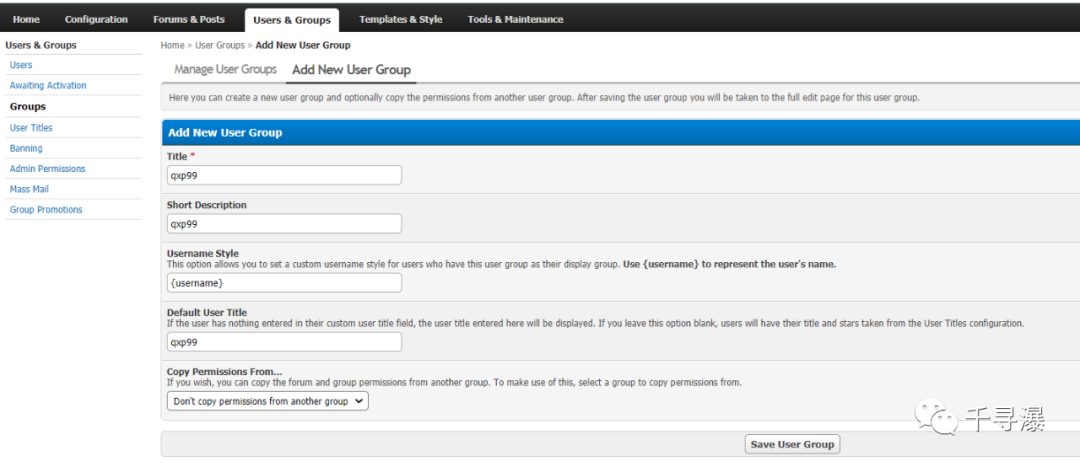 Home Configuration Forums & Posts Users & Groups Templates & Style Tools & Maintenance
Users & Groups
Users
Awaiting Activation
Groups
User Titles
Banning
Admin Permissions
Mass Mail
Group Promotions
Home » User Groups » Add New User Group
Manage User Groups Add New User Group
Here you can create a new user group and optionally copy the permissions from another user group. After saving the user group you will be taken to the full edit page for this user group.
Add New User Group
Title *
qxp99
Short Description
qxp99
Username Style
This option allows you to set a custom username style for users who have this user group as their display group. Use {username} to represent the user's name.
{username}
Default User Title
If the user has nothing entered in their custom user title field, the user title entered here will be displayed. If you leave this option blank, users will have their title and stars taken from the User Titles configuration.
qxp99
Copy Permissions From...
If you wish, you can copy the forum and group permissions from another group. To make use of this, select a group to copy permissions from.
Don't copy permissions from another group
千寻瀑
Save User Group